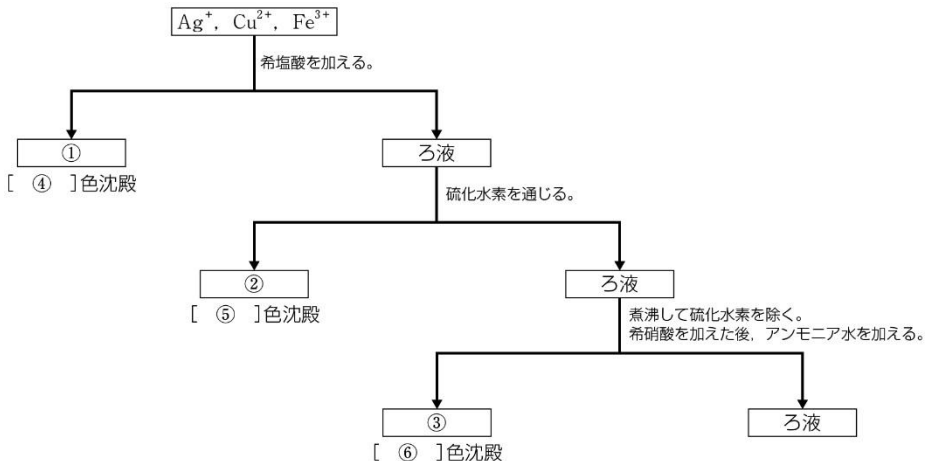 Ag⁺, Cu²⁺, Fe³⁺
希塩酸を加える。
①
ろ液
[ ④ ]色沈殿
硫化水素を通じる。
②
ろ液
[ ⑤ ]色沈殿
煮沸して硫化水素を除く。
希硝酸を加えた後，アンモニア水を加える。
③
ろ液
[ ⑥ ]色沈殿